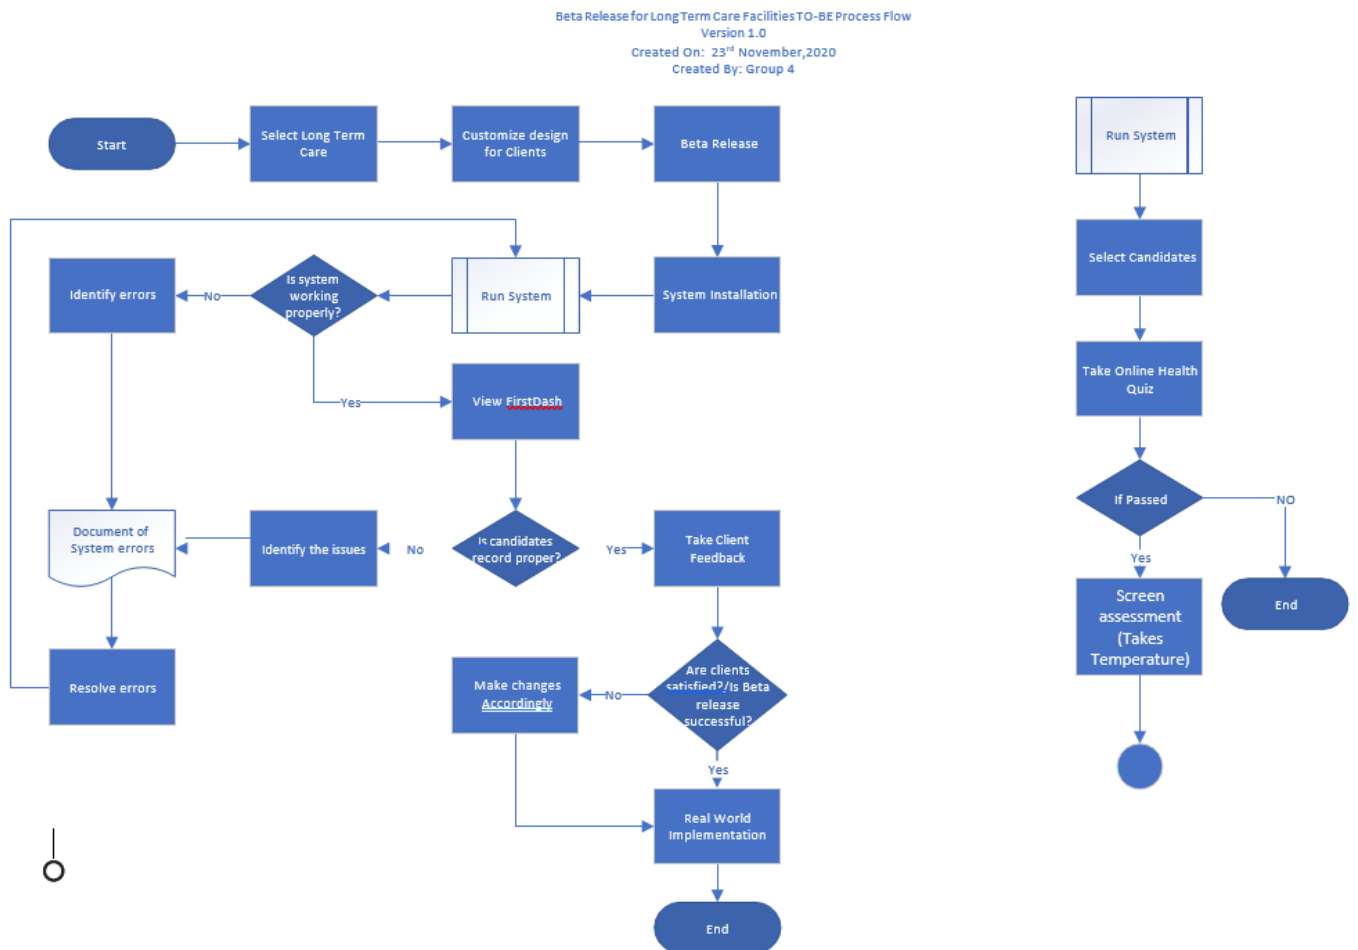 Beta Release for Long Term Care Facilities TO-BE Process Flow
Version 1.0
Created On: 23rd November,2020
Created By: Group 4
Start
Select Long Term
Care
Customize design
for Clients
Beta Release
Identify errors
No
Is system
working
properly?
Run System
System Installation
Yes
View FirstDash
Document of
System errors
Identify the issues
No
Is candidates
record proper?
Yes
Take Client
Feedback
Resolve errors
Make changes
Accordingly
No
Are clients
satisfied?/Is Beta
release
successful?
Yes
Real World
Implementation
End
Run System
Select Candidates
Take Online Health
Quiz
If Passed
NO
Yes
Screen
assessment
(Takes
Temperature)
End